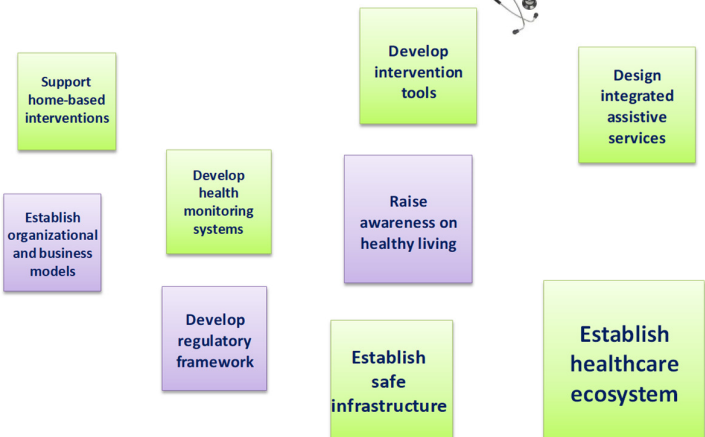 Support
home-based
interventions
Develop
intervention
tools
Design
integrated
assistive
services
Develop
health
monitoring
systems
Establish
organizational
and business
models
Raise
awareness on
healthy living
Develop
regulatory
framework
Establish
safe
infrastructure
Establish
healthcare
ecosystem